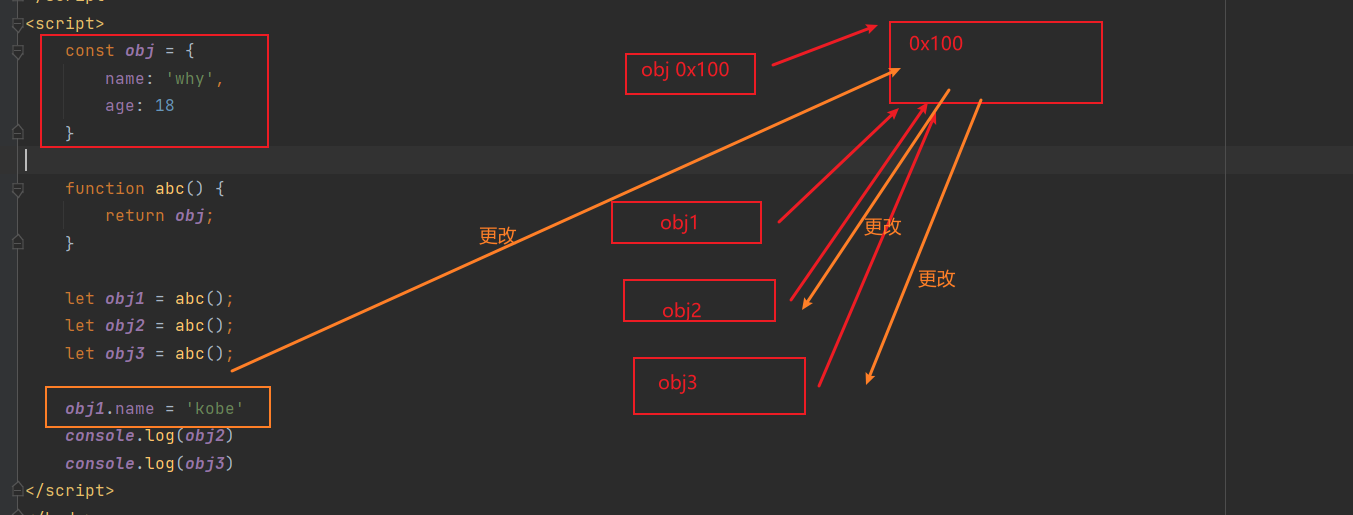 <script>
const obj = {
name: 'why',
age: 18
}
function abc() {
return obj;
}
let obj1 = abc();
let obj2 = abc();
let obj3 = abc();
obj1.name = 'kobe'
console.log(obj2)
console.log(obj3)
</script>
obj 0x100
0x100
obj1
obj2
obj3
更改
更改
更改